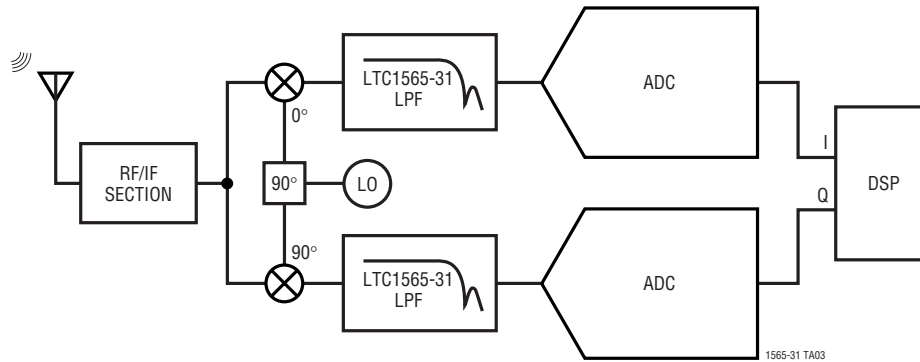 LTC1565-31
LPF
ADC
0°
RF/IF
SECTION
90°
LO
I
Q
DSP
90°
LTC1565-31
LPF
ADC
1565-31 TA03